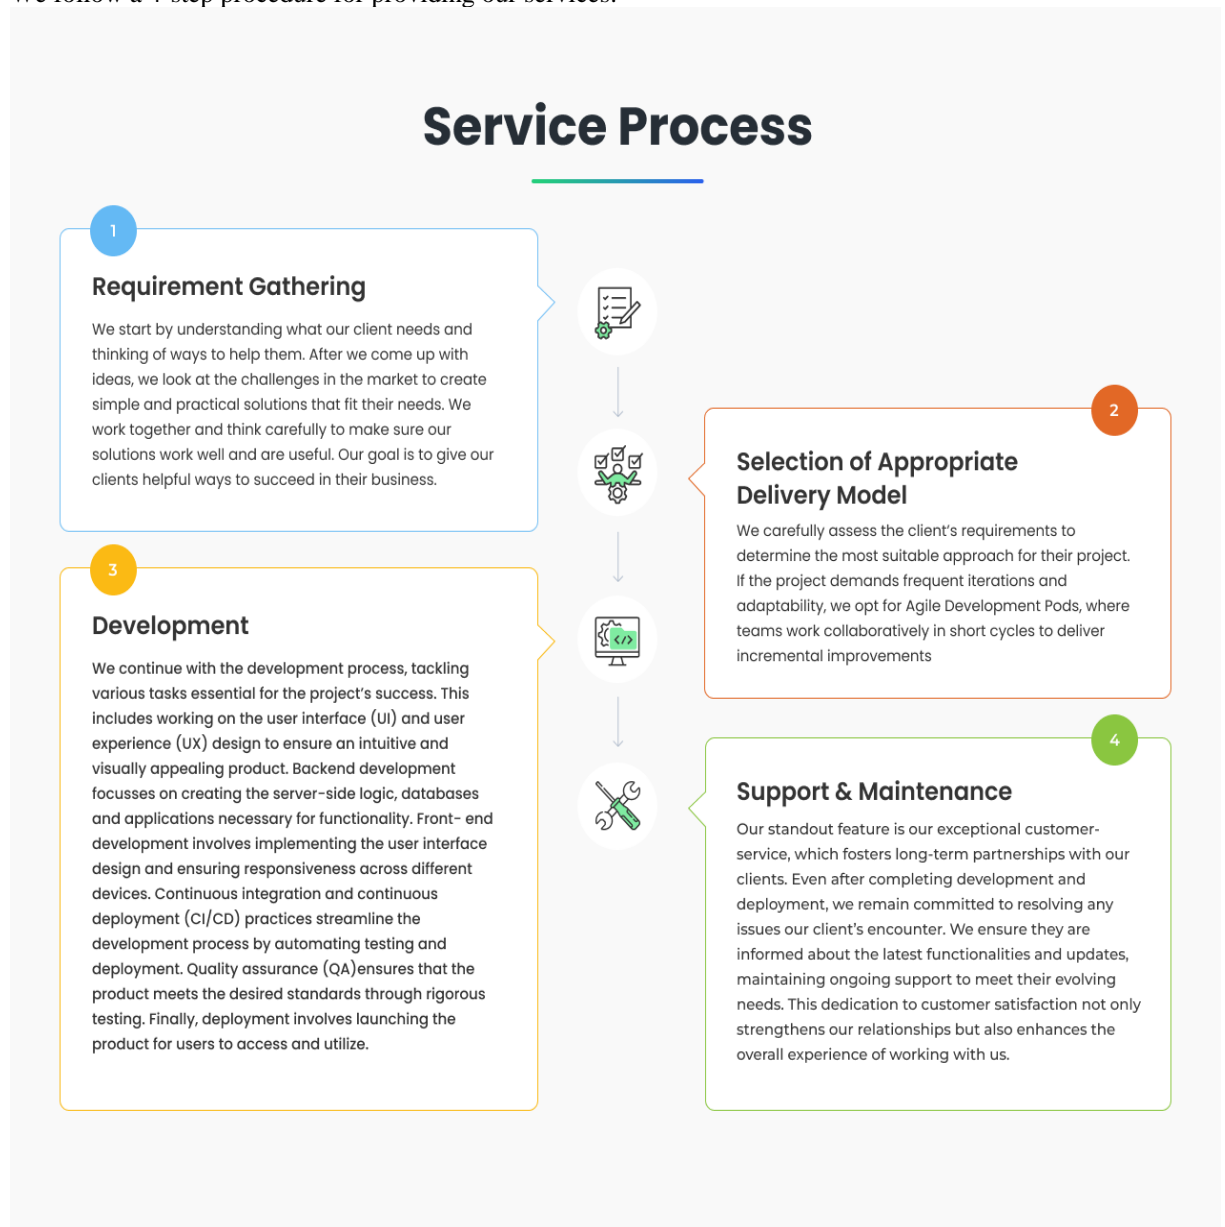 We follow a 4-step procedure for providing our services.
Service Process
1
Requirement Gathering
We start by understanding what our client needs and
thinking of ways to help them. After we come up with
ideas, we look at the challenges in the market to create
simple and practical solutions that fit their needs. We
work together and think carefully to make sure our
solutions work well and are useful. Our goal is to give our
clients helpful ways to succeed in their business.
2
Selection of Appropriate
Delivery Model
We carefully assess the client's requirements to
determine the most suitable approach for their project.
If the project demands frequent iterations and
adaptability, we opt for Agile Development Pods, where
teams work collaboratively in short cycles to deliver
incremental improvements
3
Development
We continue with the development process, tackling
various tasks essential for the project's success. This
includes working on the user interface (UI) and user
experience (UX) design to ensure an intuitive and
visually appealing product. Backend development
focusses on creating the server-side logic, databases
and applications necessary for functionality. Front- end
development involves implementing the user interface
design and ensuring responsiveness across different
devices. Continuous integration and continuous
deployment (CI/CD) practices streamline the
development process by automating testing and
deployment. Quality assurance (QA)ensures that the
product meets the desired standards through rigorous
testing. Finally, deployment involves launching the
product for users to access and utilize.
4
Support & Maintenance
Our standout feature is our exceptional customer-
service, which fosters long-term partnerships with our
clients. Even after completing development and
deployment, we remain committed to resolving any
issues our client's encounter. We ensure they are
informed about the latest functionalities and updates,
maintaining ongoing support to meet their evolving
needs. This dedication to customer satisfaction not only
strengthens our relationships but also enhances the
overall experience of working with us.